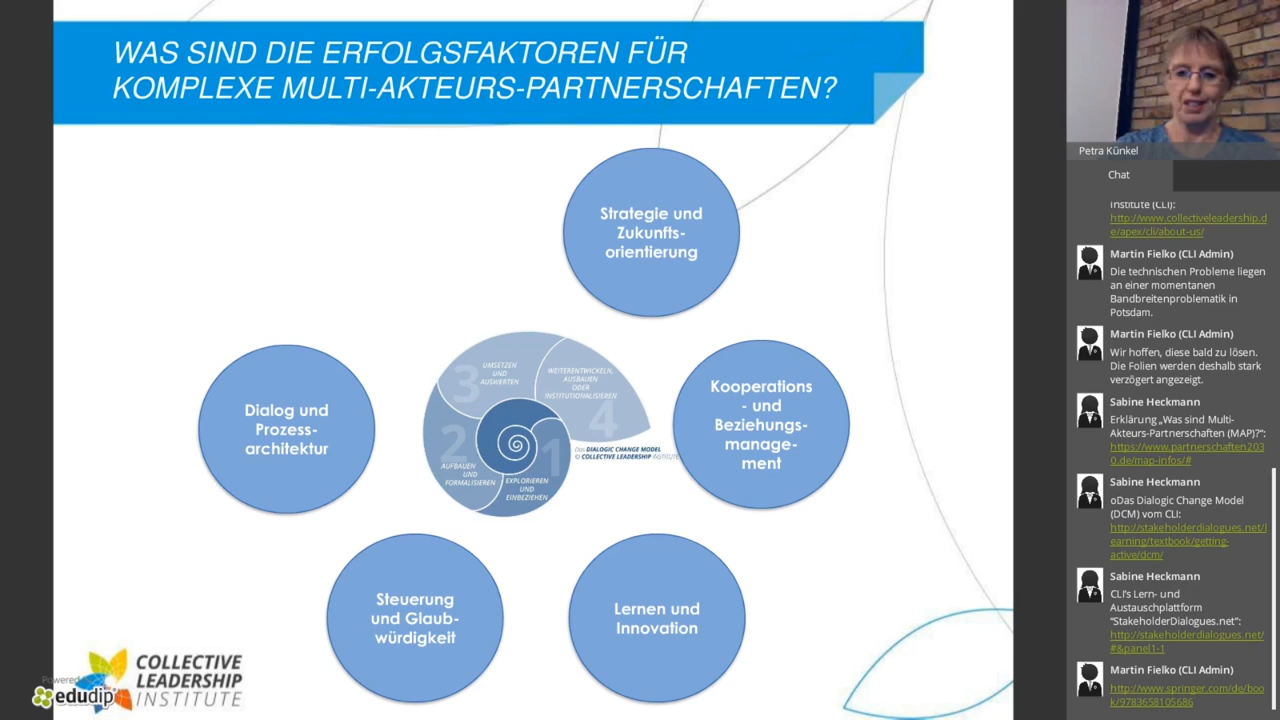 WAS SIND DIE ERFOLGSFAKTOREN FÜR
KOMPLEXE MULTI-AKTEURS-PARTNERSCHAFTEN?
Strategie und
Zukunfts-
orientierung
Dialog und
Prozess-
architektur
3
UMSETZEN
UND
AUSWERTEN
WEITERENTWICKELN,
AUSBAUEN
ODER
INSTITUTIONALISIEREN
4
2
AUFBAUEN
UND
FORMALISIEREN
1
EXPLORIEREN
UND
EINBEZIEHEN
Das DIALOGIC CHANGE MODEL
© COLLECTIVE LEADERSHIP INSTITUTE
Kooperations
- und
Beziehungs-
manage-
ment
Steuerung
und Glaub-
würdigkeit
Lernen und
Innovation
COLLECTIVE
LEADERSHIP
INSTITUTE
Powered
edudip
Petra Künkel
Chat
Institute (CLI):
http://www.collectiveleadership.d
e/apex/cli/about-us/
Martin Fielko (CLI Admin)
Die technischen Probleme liegen
an einer momentanen
Bandbreitenproblematik in
Potsdam.
Martin Fielko (CLI Admin)
Wir hoffen, diese bald zu lösen.
Die Folien werden deshalb stark
verzögert angezeigt.
Sabine Heckmann
Erklärung „Was sind Multi-
Akteurs-Partnerschaften (MAP)?“:
https://www.partnerschaften203
0.de/map-infos/#
Sabine Heckmann
oDas Dialogic Change Model
(DCM) vom CLI:
http://stakeholderdialogues.net/l
earning/textbook/getting-
active/dcm/
Sabine Heckmann
CLI’s Lern- und
Austauschplattform
“StakeholderDialogues.net“:
http://stakeholderdialogues.net/
#&panel1-1
Martin Fielko (CLI Admin)
http://www.springer.com/de/boo
k/9783658105686